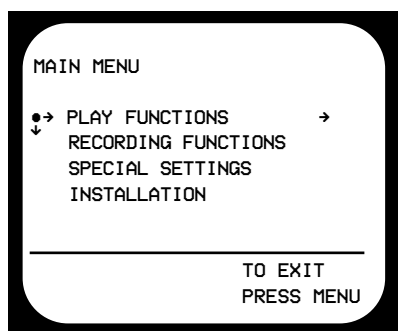 MAIN MENU
●→ PLAY FUNCTIONS →
↓ RECORDING FUNCTIONS
SPECIAL SETTINGS
INSTALLATION
TO EXIT
PRESS MENU